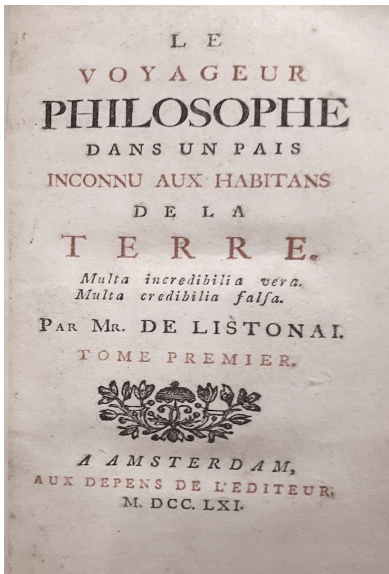 LE
VOYAGEUR
PHILOSOPHE
DANS UN PAIS
INCONNU AUX HABITANS
DE LA
TERRE.
Multa incredibilia vera.
Multa credibilia falſa.
PAR MR. DE LISTONAI.
TOME PREMIER.
A AMSTERDAM,
AUX DEPENS DE L'EDITEUR.
M. DCC. LXI.